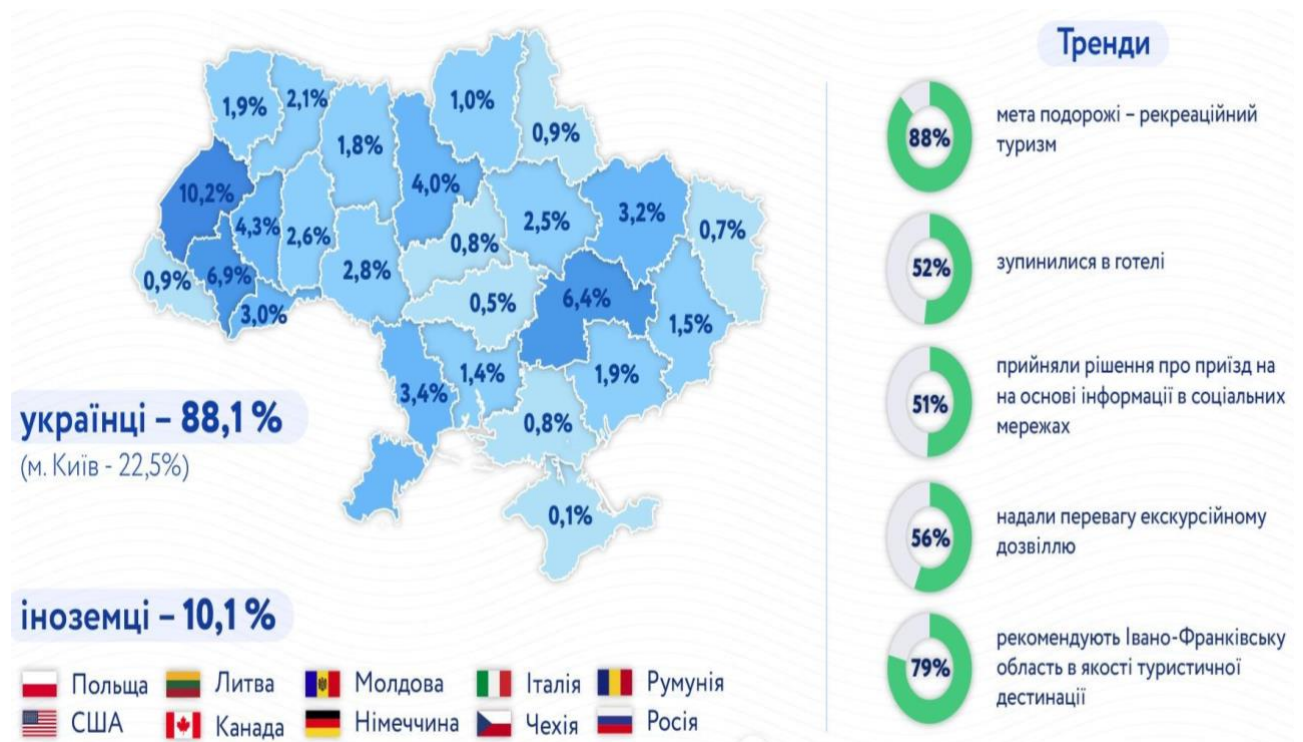 1,9%
2,1%
1,8%
1,0%
0,9%
10,2%
4,3%
2,6%
4,0%
0,8%
2,5%
3,2%
0,7%
0,9%
6,9%
3,0%
2,8%
0,5%
6,4%
1,5%
3,4%
1,4%
1,9%
0,8%
0,1%
українці – 88,1 %
(м. Київ - 22,5%)
іноземці – 10,1 %
Польща
Литва
Молдова
Італія
Румунія
США
Канада
Німеччина
Чехія
Росія
Тренди
88%
мета подорожі – рекреаційний
туризм
52%
зупинилися в готелі
51%
прийняли рішення про приїзд на
на основі інформації в соціальних
мережах
56%
надали перевагу екскурсійному
дозвіллю
79%
рекомендують Івано-Франківську
область в якості туристичної
дестинації